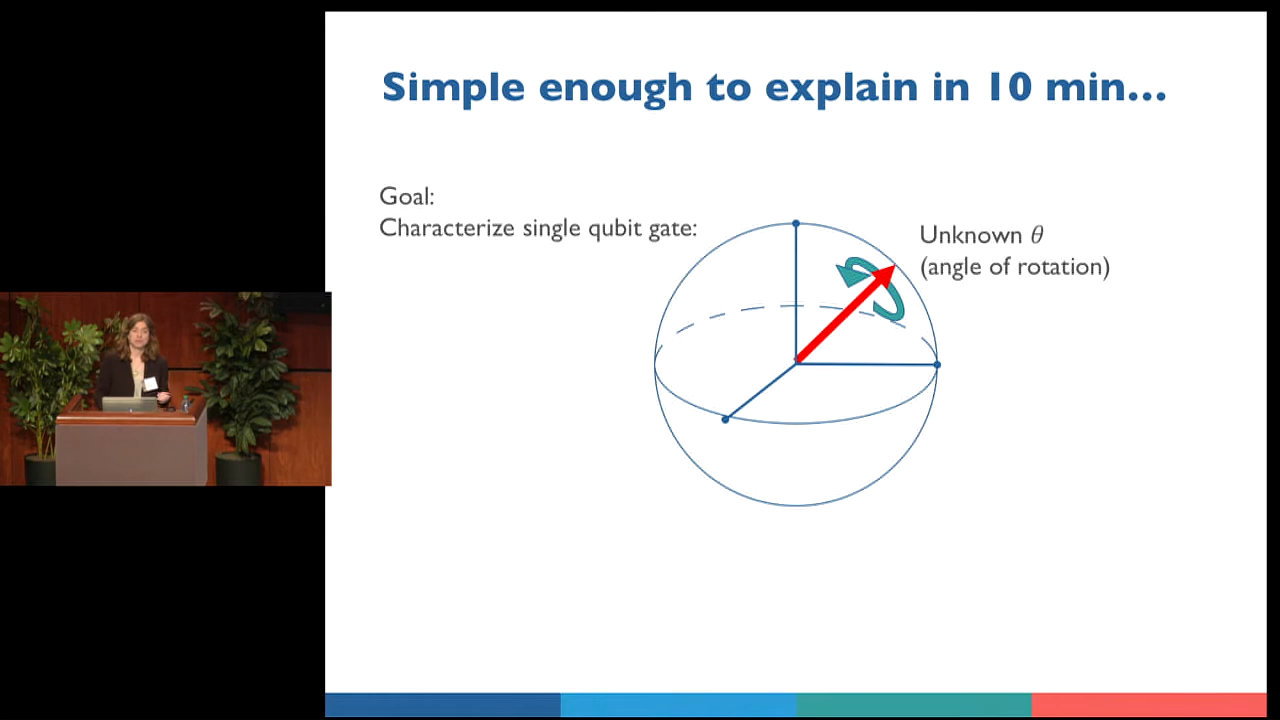 Simple enough to explain in 10 min...
Goal:
Characterize single qubit gate:
Unknown θ
(angle of rotation)